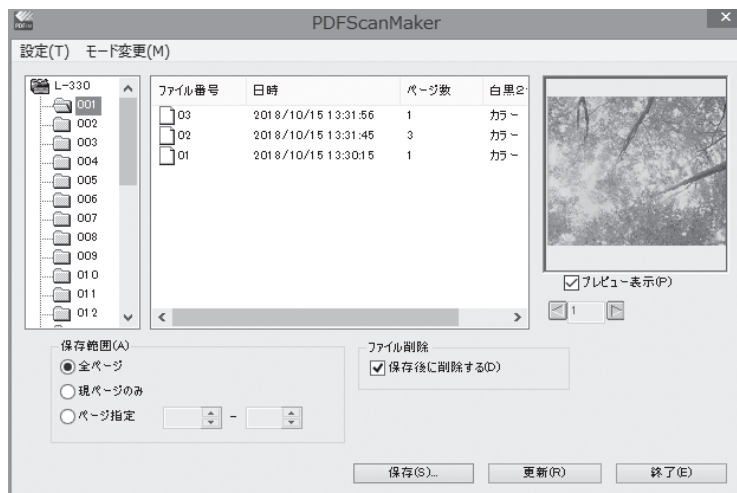 PDFScanMaker
設定(T) モード変更(M)
L-330
001
002
003
004
005
006
007
008
009
010
011
012
ファイル番号 日時 ページ数 白黒2
03 2018/10/15 13:31:56 1 カラー
02 2018/10/15 13:31:45 3 カラー
01 2018/10/15 13:30:15 1 カラー
プレビュー表示(P)
1
保存範囲(A)
全ページ
現ページのみ
ページ指定 -
ファイル削除
保存後に削除する(D)
保存(S)... 更新(R) 終了(E)